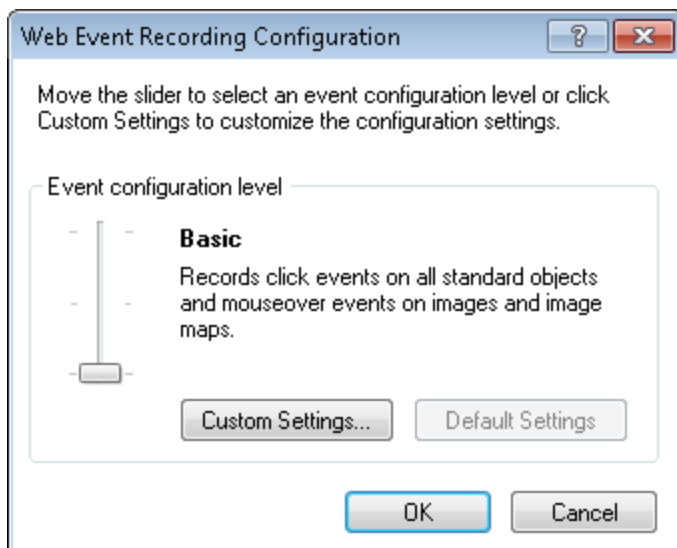 Web Event Recording Configuration
?
Move the slider to select an event configuration level or click
Custom Settings to customize the configuration settings.
Event configuration level
Basic
Records click events on all standard objects
and mouseover events on images and image
maps.
Custom Settings... Default Settings
OK Cancel